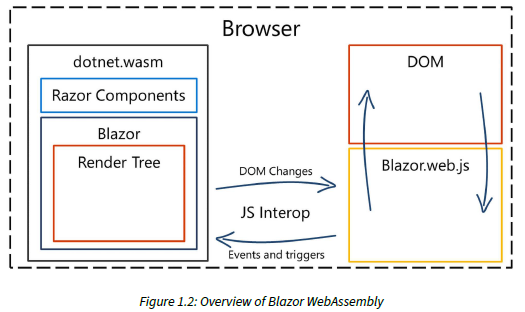 Browser
dotnet.wasm
Razor Components
Blazor
Render Tree
DOM Changes
JS Interop
Events and triggers
DOM
Blazor.web.js
Figure 1.2: Overview of Blazor WebAssembly